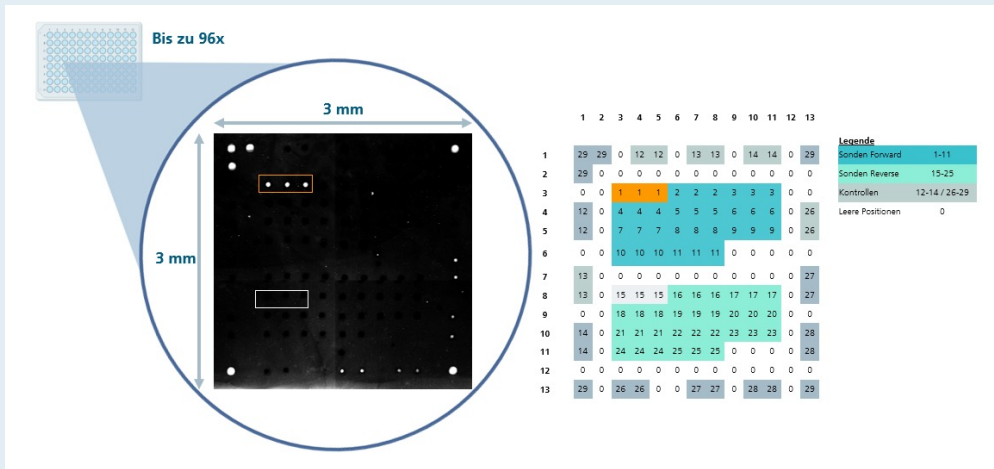 Bis zu 96x
3 mm
3 mm
1 2 3 4 5 6 7 8 9 10 11 12 13
1 29 29 0 12 12 0 13 13 0 14 14 0 29
2 29 0 0 0 0 0 0 0 0 0 0 0 0
3 0 0 1 1 1 2 2 2 3 3 3 0 0
4 12 0 4 4 4 5 5 5 6 6 6 0 26
5 12 0 7 7 7 8 8 8 9 9 9 0 26
6 0 0 10 10 10 11 11 11 0 0 0 0 0
7 13 0 0 0 0 0 0 0 0 0 0 0 27
8 13 0 15 15 15 16 16 16 17 17 17 0 27
9 0 0 18 18 18 19 19 19 20 20 20 0 0
10 14 0 21 21 21 22 22 22 23 23 23 0 28
11 14 0 24 24 24 25 25 25 0 0 0 0 28
12 0 0 0 0 0 0 0 0 0 0 0 0 0
13 29 0 26 26 0 0 27 27 0 28 28 0 29
Legende
Sonden Forward 1-11
Sonden Reverse 15-25
Kontrollen 12-14 / 26-29
Leere Positionen 0